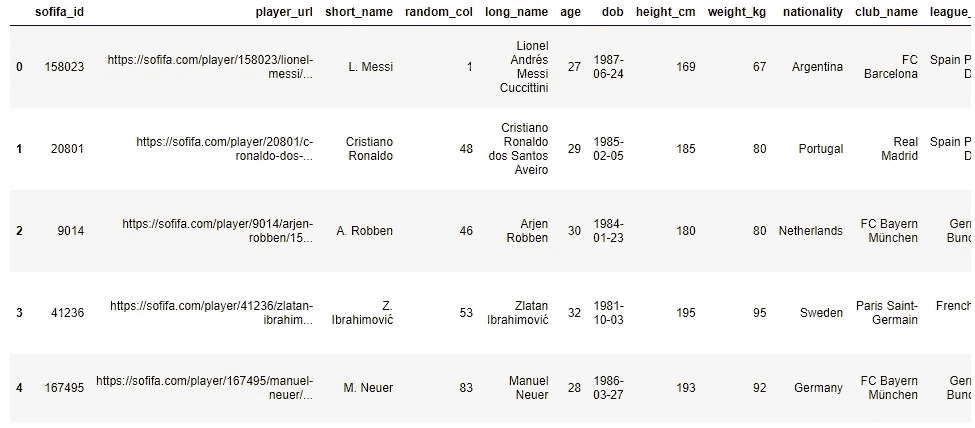 sofifa_id player_url short_name random_col long_name age dob height_cm weight_kg nationality club_name league_
0 158023 https://sofifa.com/player/158023/lionel-messi/... L. Messi 1 Lionel Andrés Messi Cuccittini 27 1987-06-24 169 67 Argentina FC Barcelona Spain P D
1 20801 https://sofifa.com/player/20801/c-ronaldo-dos-... Cristiano Ronaldo 48 Cristiano Ronaldo dos Santos Aveiro 29 1985-02-05 185 80 Portugal Real Madrid Spain P D
2 9014 https://sofifa.com/player/9014/arjen-robben/15... A. Robben 46 Arjen Robben 30 1984-01-23 180 80 Netherlands FC Bayern München Ger Bund
3 41236 https://sofifa.com/player/41236/zlatan-ibrahim... Z. Ibrahimović 53 Zlatan Ibrahimović 32 1981-10-03 195 95 Sweden Paris Saint-Germain French
4 167495 https://sofifa.com/player/167495/manuel-neuer/... M. Neuer 83 Manuel Neuer 28 1986-03-27 193 92 Germany FC Bayern München Ger Bund